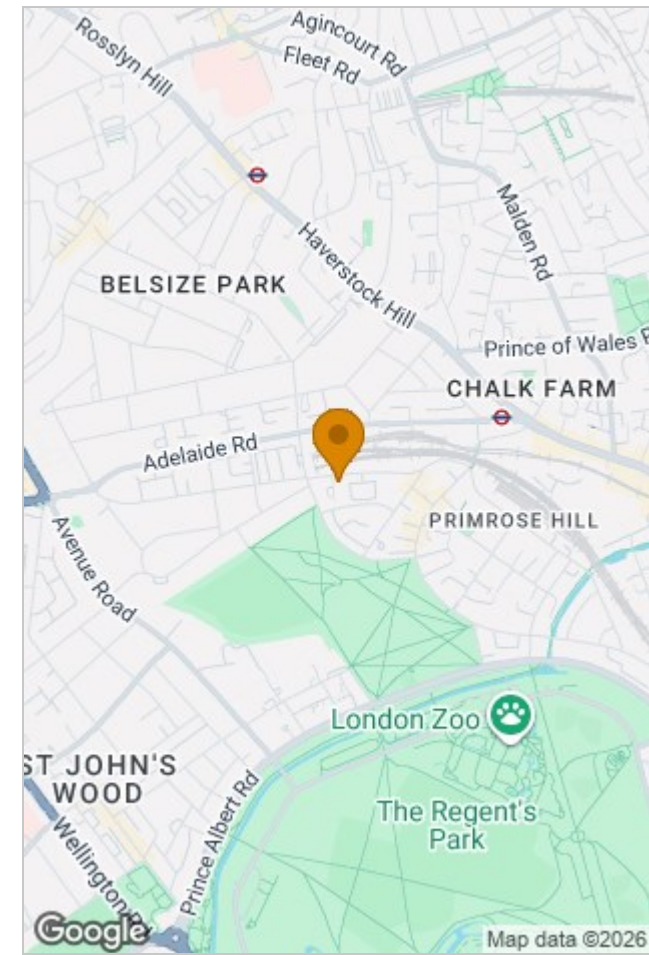 Agincourt Rd
Rosslyn Hill
Fleet Rd
Malden Rd
Haverstock Hill
BELSIZE PARK
Prince of Wales
CHALK FARM
Adelaide Rd
PRIMROSE HILL
Avenue Road
London Zoo
ST JOHN'S
WOOD
The Regent's
Park
Prince Albert Rd
Wellington Rd
Google
Map data ©2026